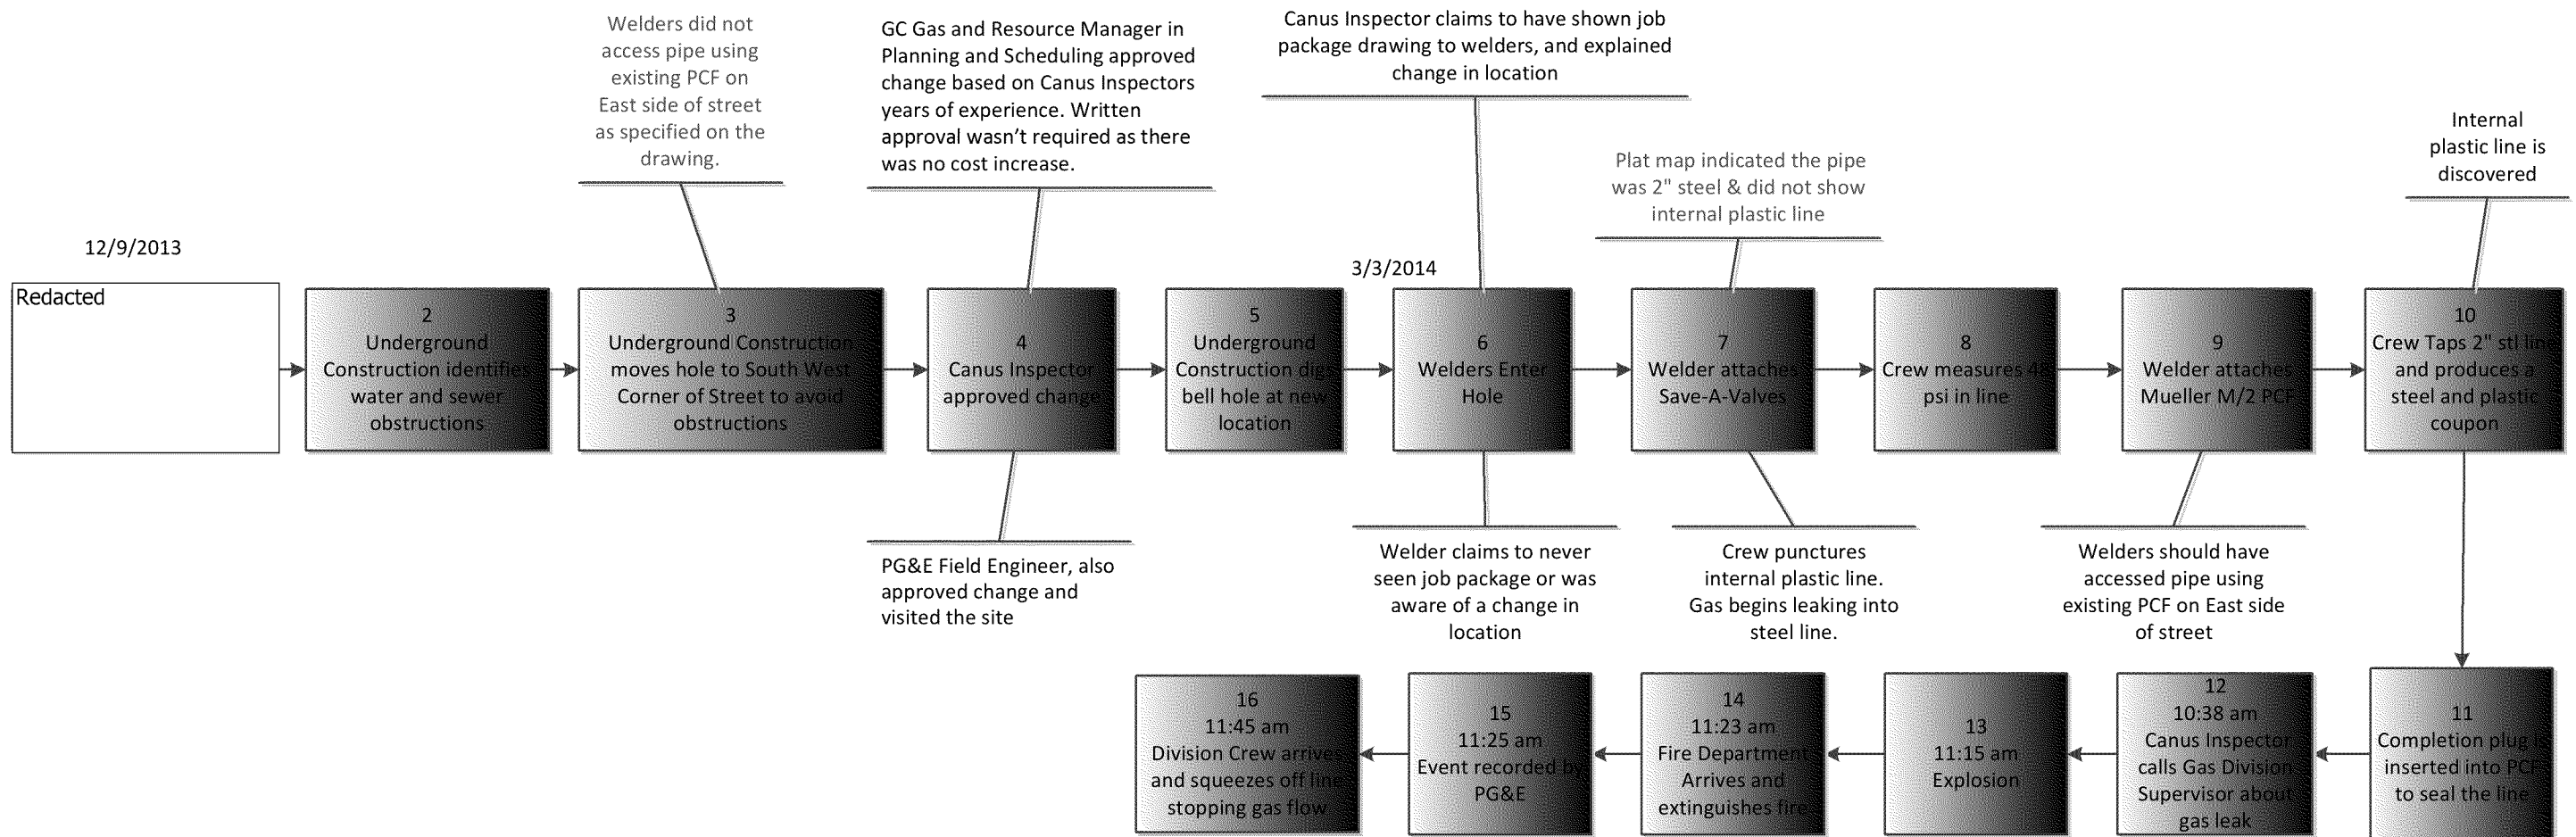 Welders did not
access pipe using
existing PCF on
East side of street
as specified on the
drawing.
GC Gas and Resource Manager in
Planning and Scheduling approved
change based on Canus Inspectors
years of experience. Written
approval wasn’t required as there
was no cost increase.
Canus Inspector claims to have shown job
package drawing to welders, and explained
change in location
Plat map indicated the pipe
was 2" steel & did not show
internal plastic line
Internal
plastic line is
discovered
12/9/2013
3/3/2014
Redacted
2
Underground
Construction identifies
water and sewer
obstructions
3
Underground Construction
moves hole to South West
Corner of Street to avoid
obstructions
4
Canus Inspector
approved change
5
Underground
Construction digs
bell hole at new
location
6
Welders Enter
Hole
7
Welder attaches
Save-A-Valves
8
Crew measures 48
psi in line
9
Welder attaches
Mueller M/2 PCF
10
Crew Taps 2" stl line
and produces a
steel and plastic
coupon
PG&E Field Engineer, also
approved change and
visited the site
Welder claims to never
seen job package or was
aware of a change in
location
Crew punctures
internal plastic line.
Gas begins leaking into
steel line.
Welders should have
accessed pipe using
existing PCF on East side
of street
11
Completion plug is
inserted into PCF
to seal the line
12
10:38 am
Canus Inspector
calls Gas Division
Supervisor about
gas leak
13
11:15 am
Explosion
14
11:23 am
Fire Department
Arrives and
extinguishes fire
15
11:25 am
Event recorded by
PG&E
16
11:45 am
Division Crew arrives
and squeezes off line
stopping gas flow